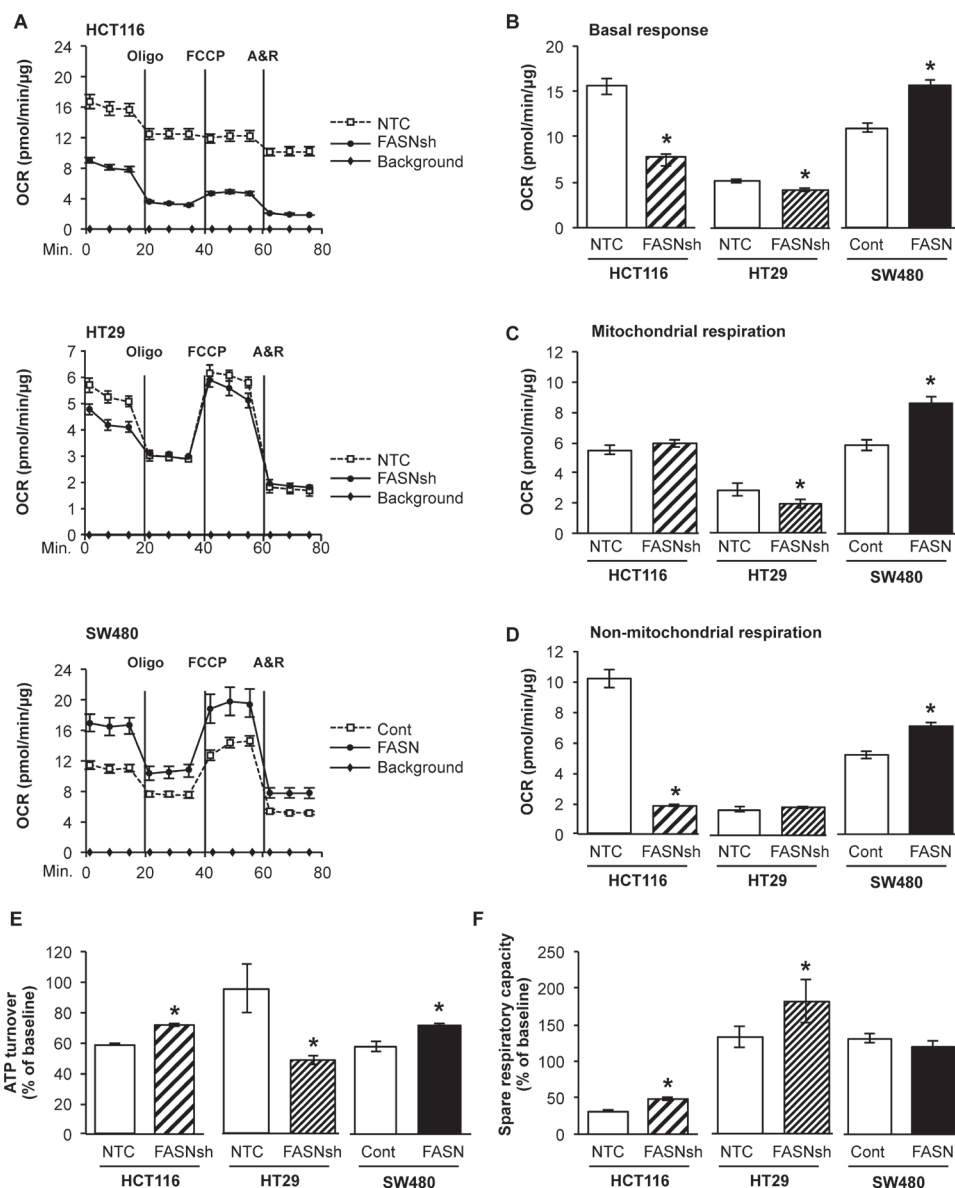 A
HCT116
24
20
16
12
8
4
0
OCR (pmol/min/µg)
Oligo FCCP A&R
NTC
FASNsh
Background
Min. 0 20 40 60 80
HT29
7
6
5
4
3
2
1
0
OCR (pmol/min/µg)
Oligo FCCP A&R
NTC
FASNsh
Background
Min. 0 20 40 60 80
SW480
24
20
16
12
8
4
0
OCR (pmol/min/µg)
Oligo FCCP A&R
Cont
FASN
Background
Min. 0 20 40 60 80
B Basal response
20
15
10
5
0
OCR (pmol/min/µg)
* * *
NTC FASNsh NTC FASNsh Cont FASN
HCT116 HT29 SW480
C Mitochondrial respiration
12
10
8
6
4
2
0
OCR (pmol/min/µg)
* *
NTC FASNsh NTC FASNsh Cont FASN
HCT116 HT29 SW480
D Non-mitochondrial respiration
12
10
8
6
4
2
0
OCR (pmol/min/µg)
* *
NTC FASNsh NTC FASNsh Cont FASN
HCT116 HT29 SW480
E
120
100
80
60
40
20
0
ATP turnover
(% of baseline)
* * *
NTC FASNsh NTC FASNsh Cont FASN
HCT116 HT29 SW480
F
250
200
150
100
50
0
Spare respiratory capacity
(% of baseline)
* *
NTC FASNsh NTC FASNsh Cont FASN
HCT116 HT29 SW480